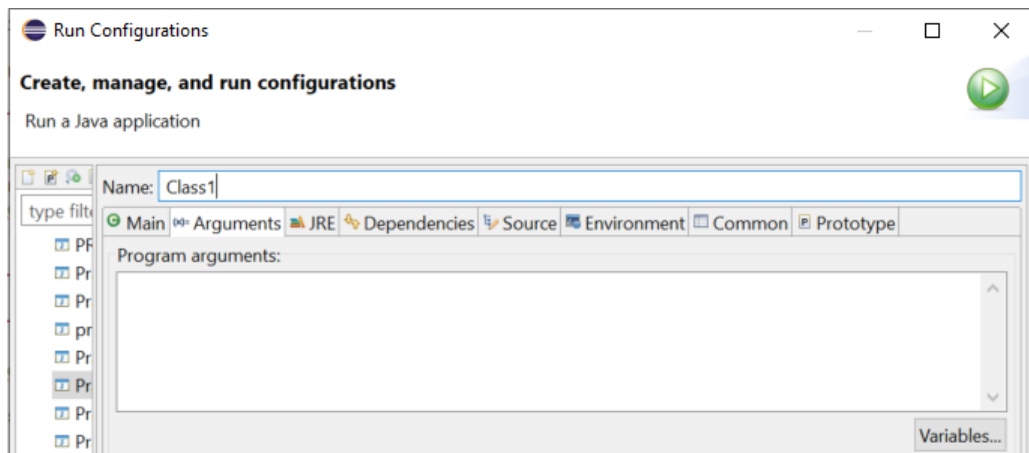 Run Configurations
Create, manage, and run configurations
Run a Java application
Name: Class1
type filte
Main Arguments JRE Dependencies Source Environment Common Prototype
PR
Program arguments:
Pr
Pr
pr
Pr
Pr
Pr
Pr
Variables...